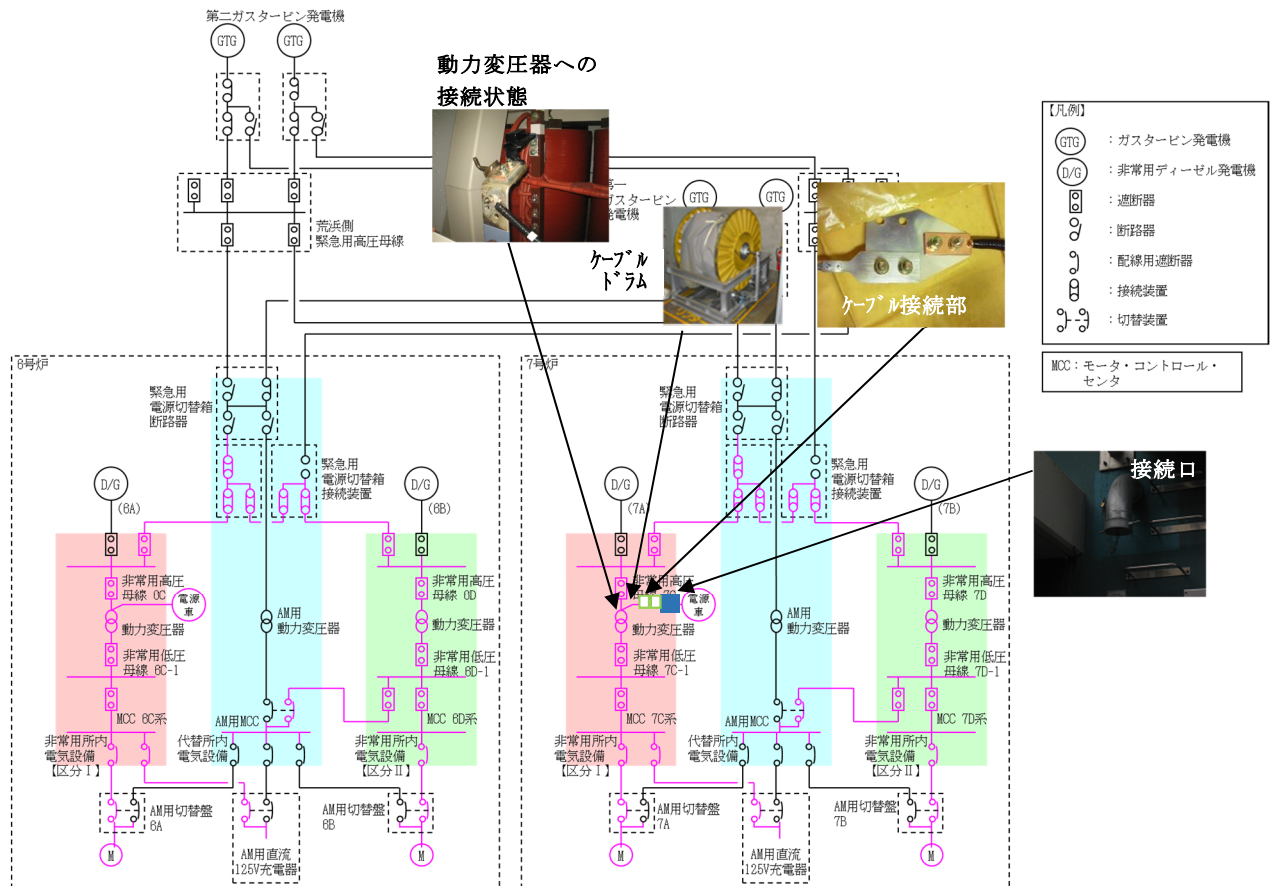 第二ガスタービン発電機
GTG
GTG
動力変圧器への
接続状態
荒浜側
緊急用高圧母線
第一
ガスタービン
発電機
GTG
GTG
ケーブル
ドラム
ケーブル接続部
【凡例】
GTG
:ガスタービン発電機
D/G
:非常用ディーゼル発電機
:遮断器
:断路器
:配線用遮断器
:接続装置
:切替装置
MCC:モータ・コントロール・
センタ
6号炉
緊急用
電源切替箱
断路器
緊急用
電源切替箱
接続装置
D/G
(6A)
D/G
(6B)
非常用高圧
母線 6C
電源
車
動力変圧器
非常用低圧
母線 6C-1
MCC 6C系
非常用所内
電気設備
【区分Ⅰ】
AM用
動力変圧器
AM用MCC
代替所内
電気設備
非常用高圧
母線 6D
動力変圧器
非常用低圧
母線 6D-1
MCC 6D系
非常用所内
電気設備
【区分Ⅱ】
AM用切替盤
6A
M
AM用直流
125V充電器
AM用切替盤
6B
M
7号炉
緊急用
電源切替箱
断路器
緊急用
電源切替箱
接続装置
接続口
D/G
(7A)
D/G
(7B)
非常用高圧
母線 7C
電源
車
動力変圧器
非常用低圧
母線 7C-1
MCC 7C系
非常用所内
電気設備
【区分Ⅰ】
AM用
動力変圧器
AM用MCC
代替所内
電気設備
非常用高圧
母線 7D
動力変圧器
非常用低圧
母線 7D-1
MCC 7D系
非常用所内
電気設備
【区分Ⅱ】
AM用切替盤
7A
M
AM用直流
125V充電器
AM用切替盤
7B
M